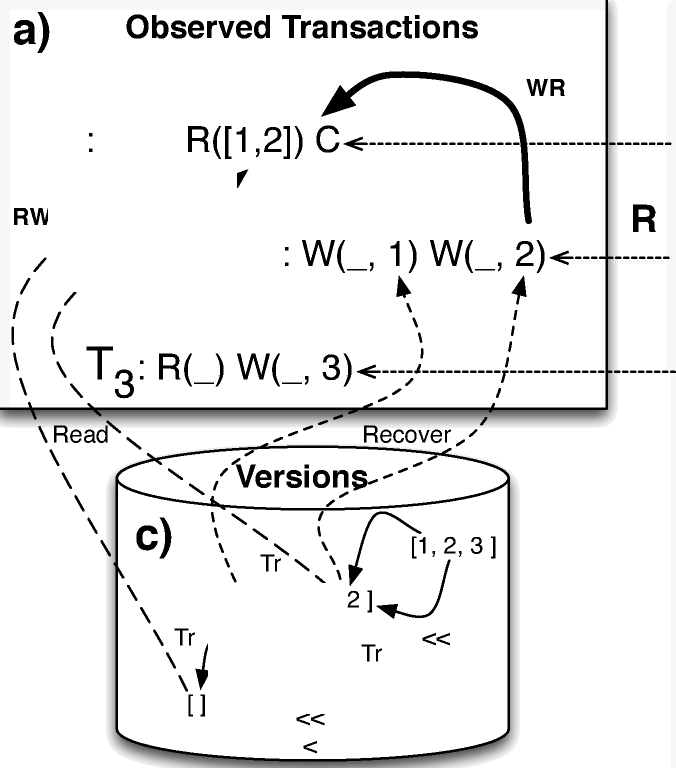 a) Observed Transactions
WR
: R([1,2]) C
RW
R
: W(_, 1) W(_, 2)
T3: R(_) W(_, 3)
Read Recover
Versions
c)
[1, 2, 3 ]
Tr
2 ]
Tr << 
Tr
[ ]
<<
<